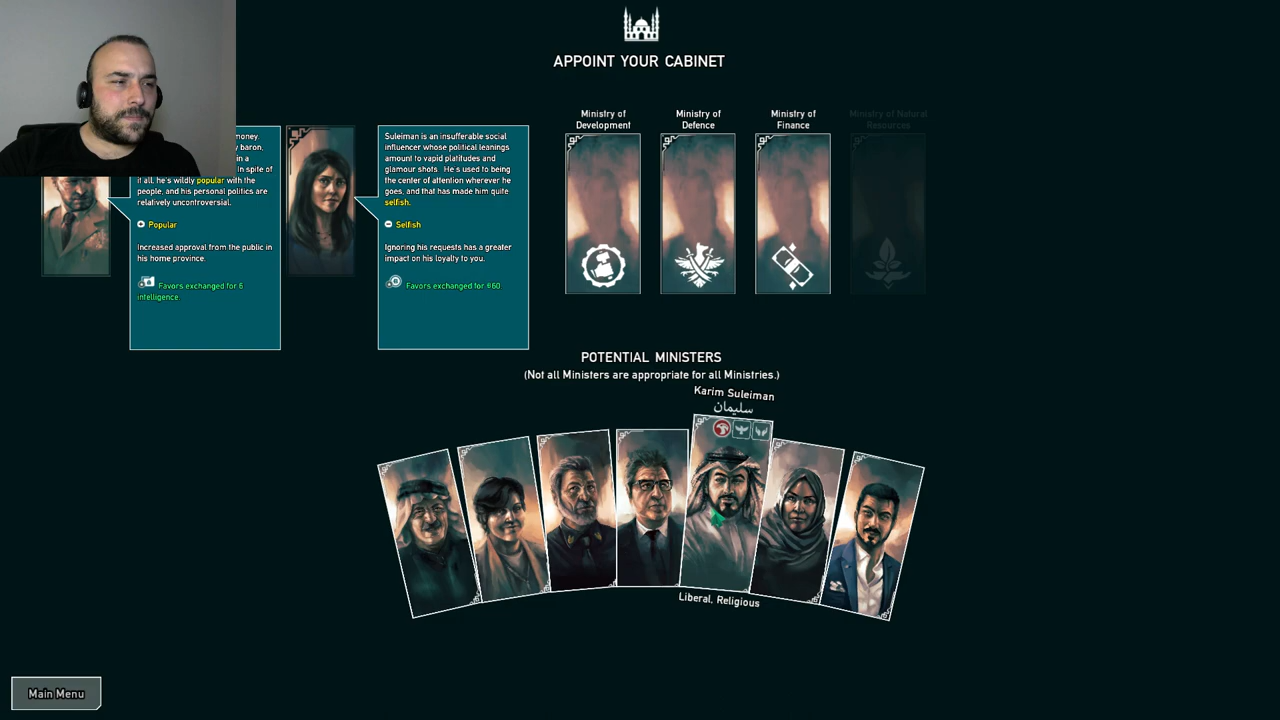 APPOINT YOUR CABINET
Ministry of
Development
Ministry of
Defence
Ministry of
Finance
Ministry of Natural
Resources
money.
baron,
in a
In spite of
it all, he's wildly popular with the
people, and his personal politics are
relatively uncontroversial.
Popular
Increased approval from the public in
his home province.
Favors exchanged for 6
intelligence.
Suleiman is an insufferable social
influencer whose political leanings
amount to vapid platitudes and
glamour shots. He's used to being
the center of attention wherever he
goes, and that has made him quite
selfish.
Selfish
Ignoring his requests has a greater
impact on his loyalty to you.
Favors exchanged for 60
POTENTIAL MINISTERS
(Not all Ministers are appropriate for all Ministries.)
Karim Suleiman
سليمان
Liberal, Religious
Main Menu